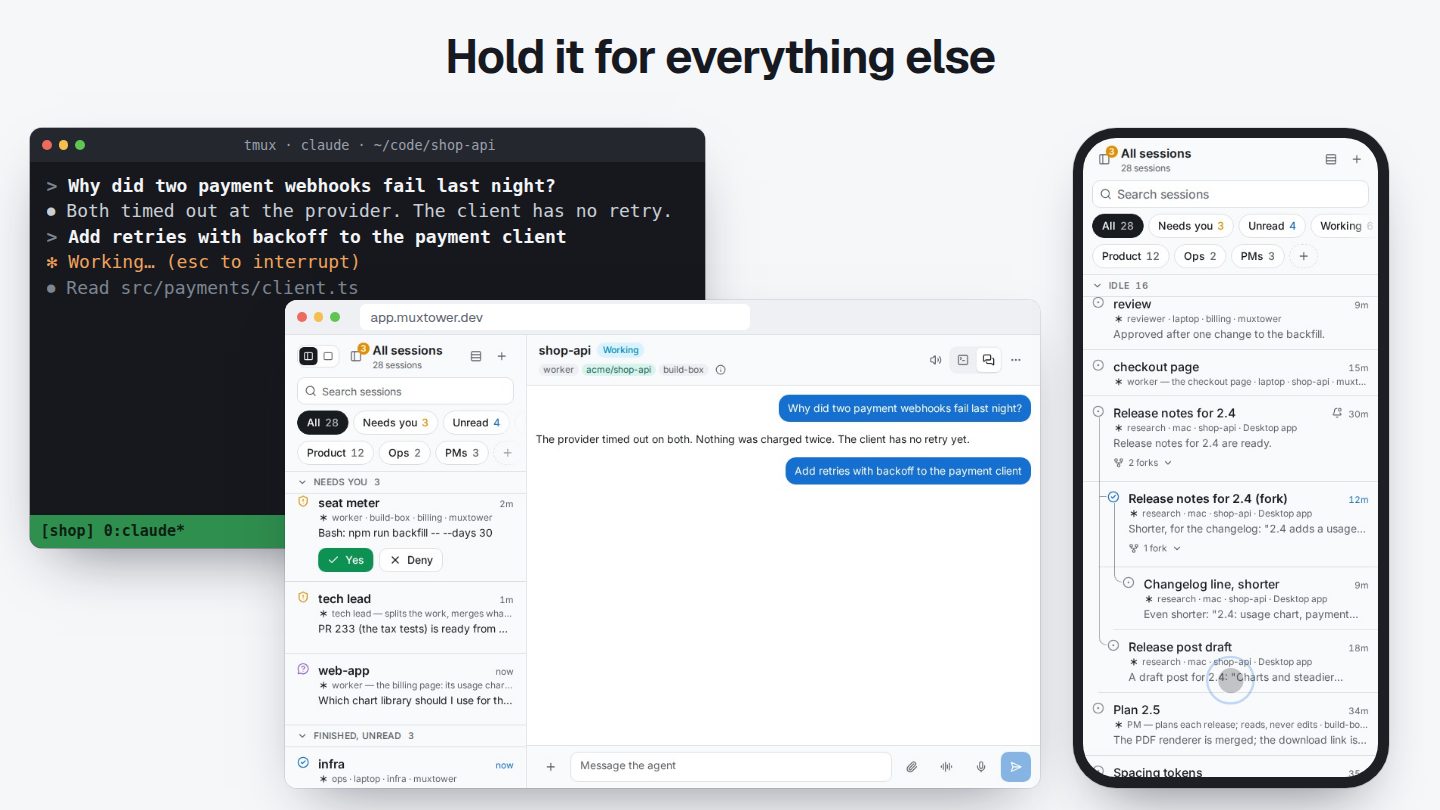 Hold it for everything else
tmux · claude · ~/code/shop-api
> Why did two payment webhooks fail last night?
● Both timed out at the provider. The client has no retry.
> Add retries with backoff to the payment client
✻ Working… (esc to interrupt)
● Read src/payments/client.ts
[shop] 0:claude*
app.muxtower.dev
3
All sessions
28 sessions
Search sessions
All 28
Needs you 3
Unread 4
Product 12
Ops 2
PMs 3
+
NEEDS YOU 3
seat meter 2m
worker · build-box · billing · muxtower
Bash: npm run backfill -- --days 30
Yes
Deny
tech lead 1m
tech lead — splits the work, merges wha…
PR 233 (the tax tests) is ready from …
web-app now
worker — the billing page: its usage char…
Which chart library should I use for th…
FINISHED, UNREAD 3
infra now
ops · laptop · infra · muxtower
shop-api Working
worker acme/shop-api build-box
Why did two payment webhooks fail last night?
The provider timed out on both. Nothing was charged twice. The client has no retry yet.
Add retries with backoff to the payment client
Message the agent
3
All sessions
28 sessions
Search sessions
All 28
Needs you 3
Unread 4
Working 6
Product 12
Ops 2
PMs 3
+
IDLE 16
review 9m
reviewer · laptop · billing · muxtower
Approved after one change to the backfill.
checkout page 15m
worker — the checkout page · laptop · shop-api · muxt…
Release notes for 2.4 30m
research · mac · shop-api · Desktop app
Release notes for 2.4 are ready.
2 forks
Release notes for 2.4 (fork) 12m
research · mac · shop-api · Desktop app
Shorter, for the changelog: "2.4 adds a usage…
1 fork
Changelog line, shorter 9m
research · mac · shop-api · Desktop app
Even shorter: "2.4: usage chart, payment…
Release post draft 18m
research · mac · shop-api · Desktop app
A draft post for 2.4: "Charts and steadier…
Plan 2.5 34m
PM — plans each release; reads, never edits · build-bo…
The PDF renderer is merged; the download link is…
Spacing tokens